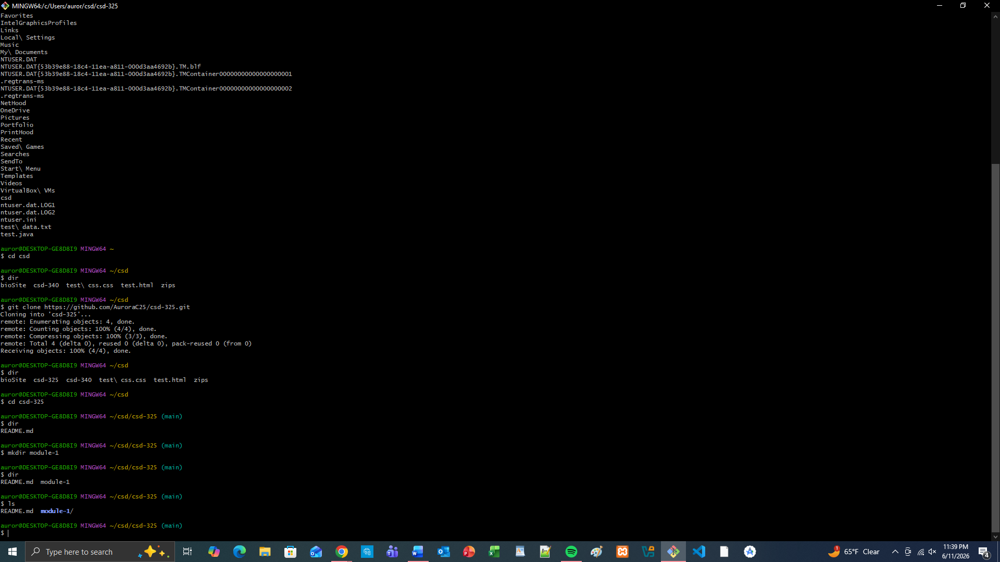 MINGW64:/c/Users/auror/csd/csd-325
Favorites
IntelGraphicsProfiles
Links
Local\ Settings
Music
My\ Documents
NTUSER.DAT
NTUSER.DAT{53b39e88-18c4-11ea-a811-000d3aa4692b}.TM.blf
NTUSER.DAT{53b39e88-18c4-11ea-a811-000d3aa4692b}.TMContainer00000000000000000001
.regtrans-ms
NTUSER.DAT{53b39e88-18c4-11ea-a811-000d3aa4692b}.TMContainer00000000000000000002
.regtrans-ms
NetHood
OneDrive
Pictures
Portfolio
PrintHood
Recent
Saved\ Games
Searches
SendTo
Start\ Menu
Templates
Videos
VirtualBox\ VMs
csd
ntuser.dat.LOG1
ntuser.dat.LOG2
ntuser.ini
test\ data.txt
test.java
auror@DESKTOP-GE8D8I9 MINGW64 ~
$ cd csd
auror@DESKTOP-GE8D8I9 MINGW64 ~/csd
$ dir
bioSite  csd-340  test\ css.css  test.html  zips
auror@DESKTOP-GE8D8I9 MINGW64 ~/csd
$ git clone https://github.com/AuroraC25/csd-325.git
Cloning into 'csd-325'...
remote: Enumerating objects: 4, done.
remote: Counting objects: 100% (4/4), done.
remote: Compressing objects: 100% (3/3), done.
remote: Total 4 (delta 0), reused 0 (delta 0), pack-reused 0 (from 0)
Receiving objects: 100% (4/4), done.
auror@DESKTOP-GE8D8I9 MINGW64 ~/csd
$ dir
bioSite  csd-325  csd-340  test\ css.css  test.html  zips
auror@DESKTOP-GE8D8I9 MINGW64 ~/csd
$ cd csd-325
auror@DESKTOP-GE8D8I9 MINGW64 ~/csd/csd-325 (main)
$ dir
README.md
auror@DESKTOP-GE8D8I9 MINGW64 ~/csd/csd-325 (main)
$ mkdir module-1
auror@DESKTOP-GE8D8I9 MINGW64 ~/csd/csd-325 (main)
$ dir
README.md  module-1
auror@DESKTOP-GE8D8I9 MINGW64 ~/csd/csd-325 (main)
$ ls
README.md  module-1/
auror@DESKTOP-GE8D8I9 MINGW64 ~/csd/csd-325 (main)
$
Type here to search
65°F Clear
11:39 PM
6/11/2026
4